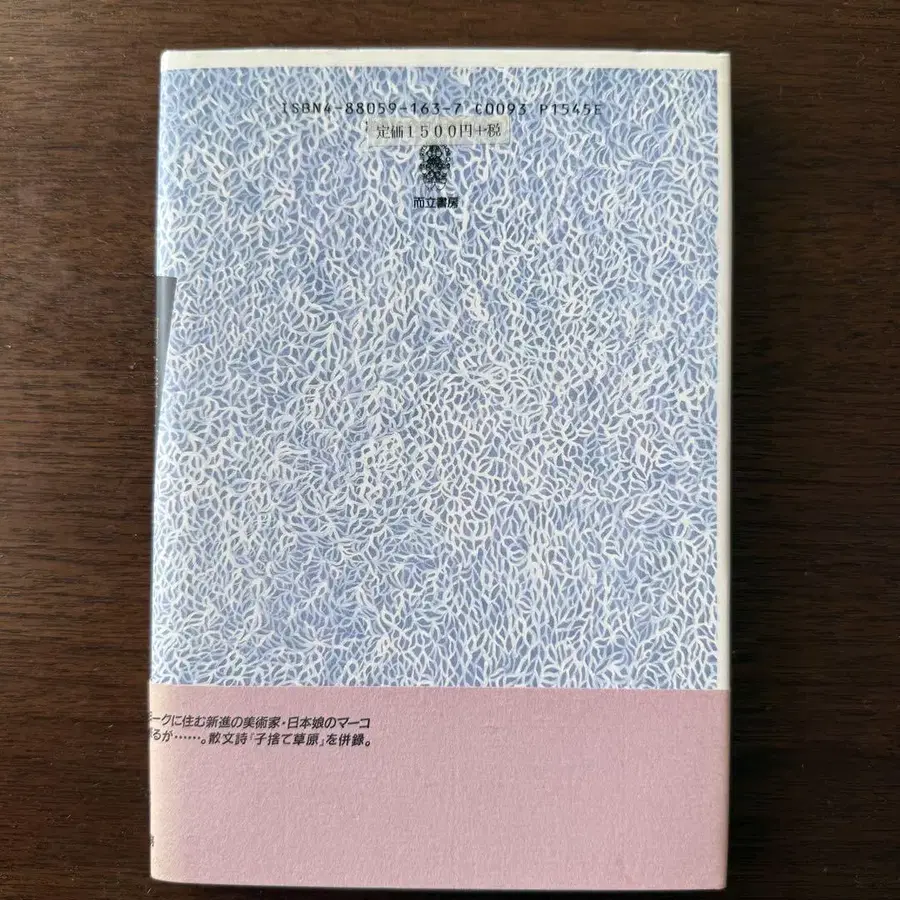 ISBN4-88059-163-7 C0093 P1545E
定価1500円+税
而立書房
ークに住む新進の美術家・日本娘のマーコ
るが……。散文詩「子捨て草原」を併録。